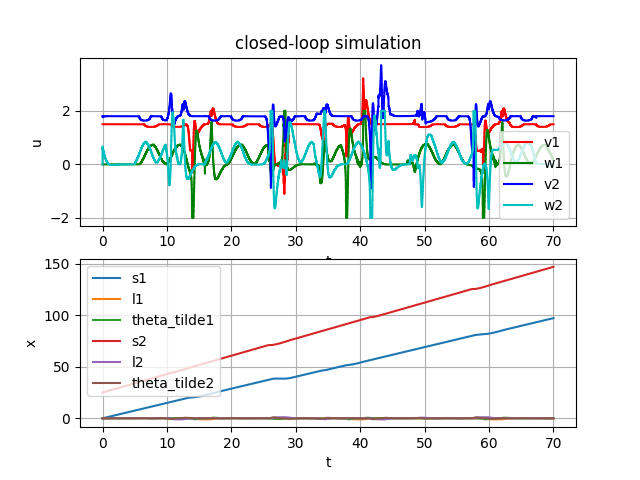 closed-loop simulation
2
0
−2
u
0 10 20 30 40 50 60 70
v1
w1
v2
w2
150
100
50
0
x
s1
l1
theta_tilde1
s2
l2
theta_tilde2
0 10 20 30 40 50 60 70
t